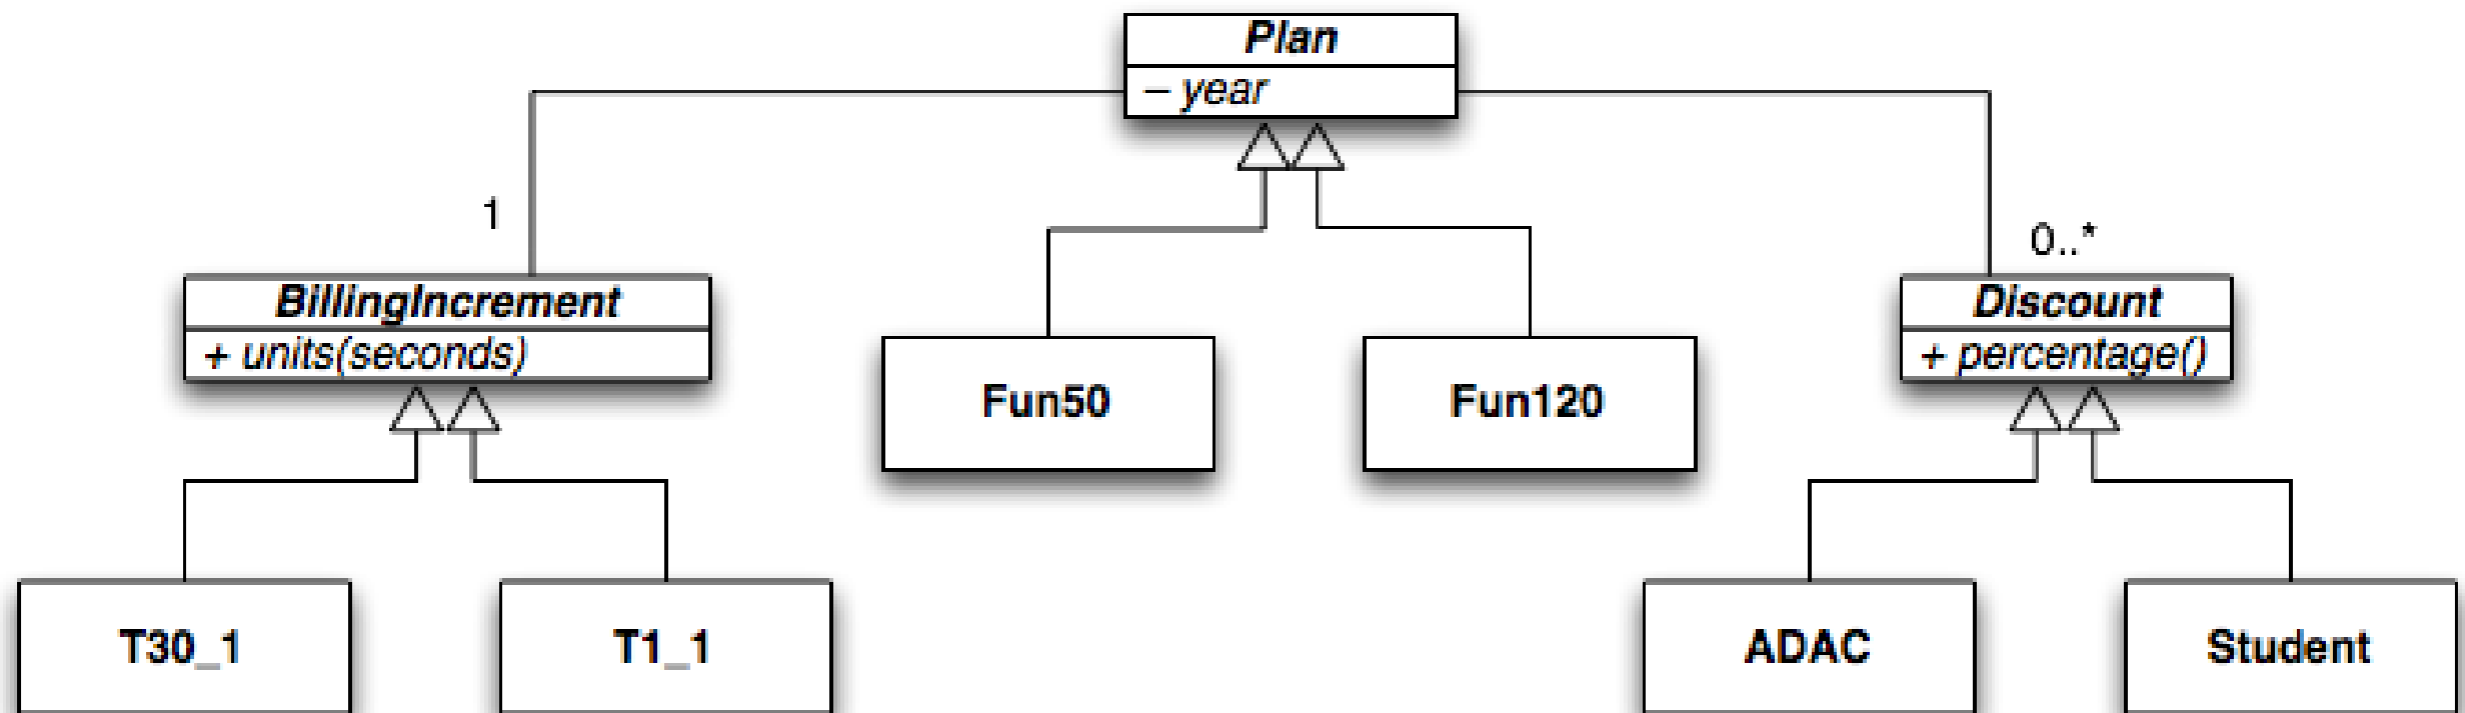 Plan
– year
1
0..*
BillingIncrement
+ units(seconds)
Discount
+ percentage()
Fun50
Fun120
T30_1
T1_1
ADAC
Student